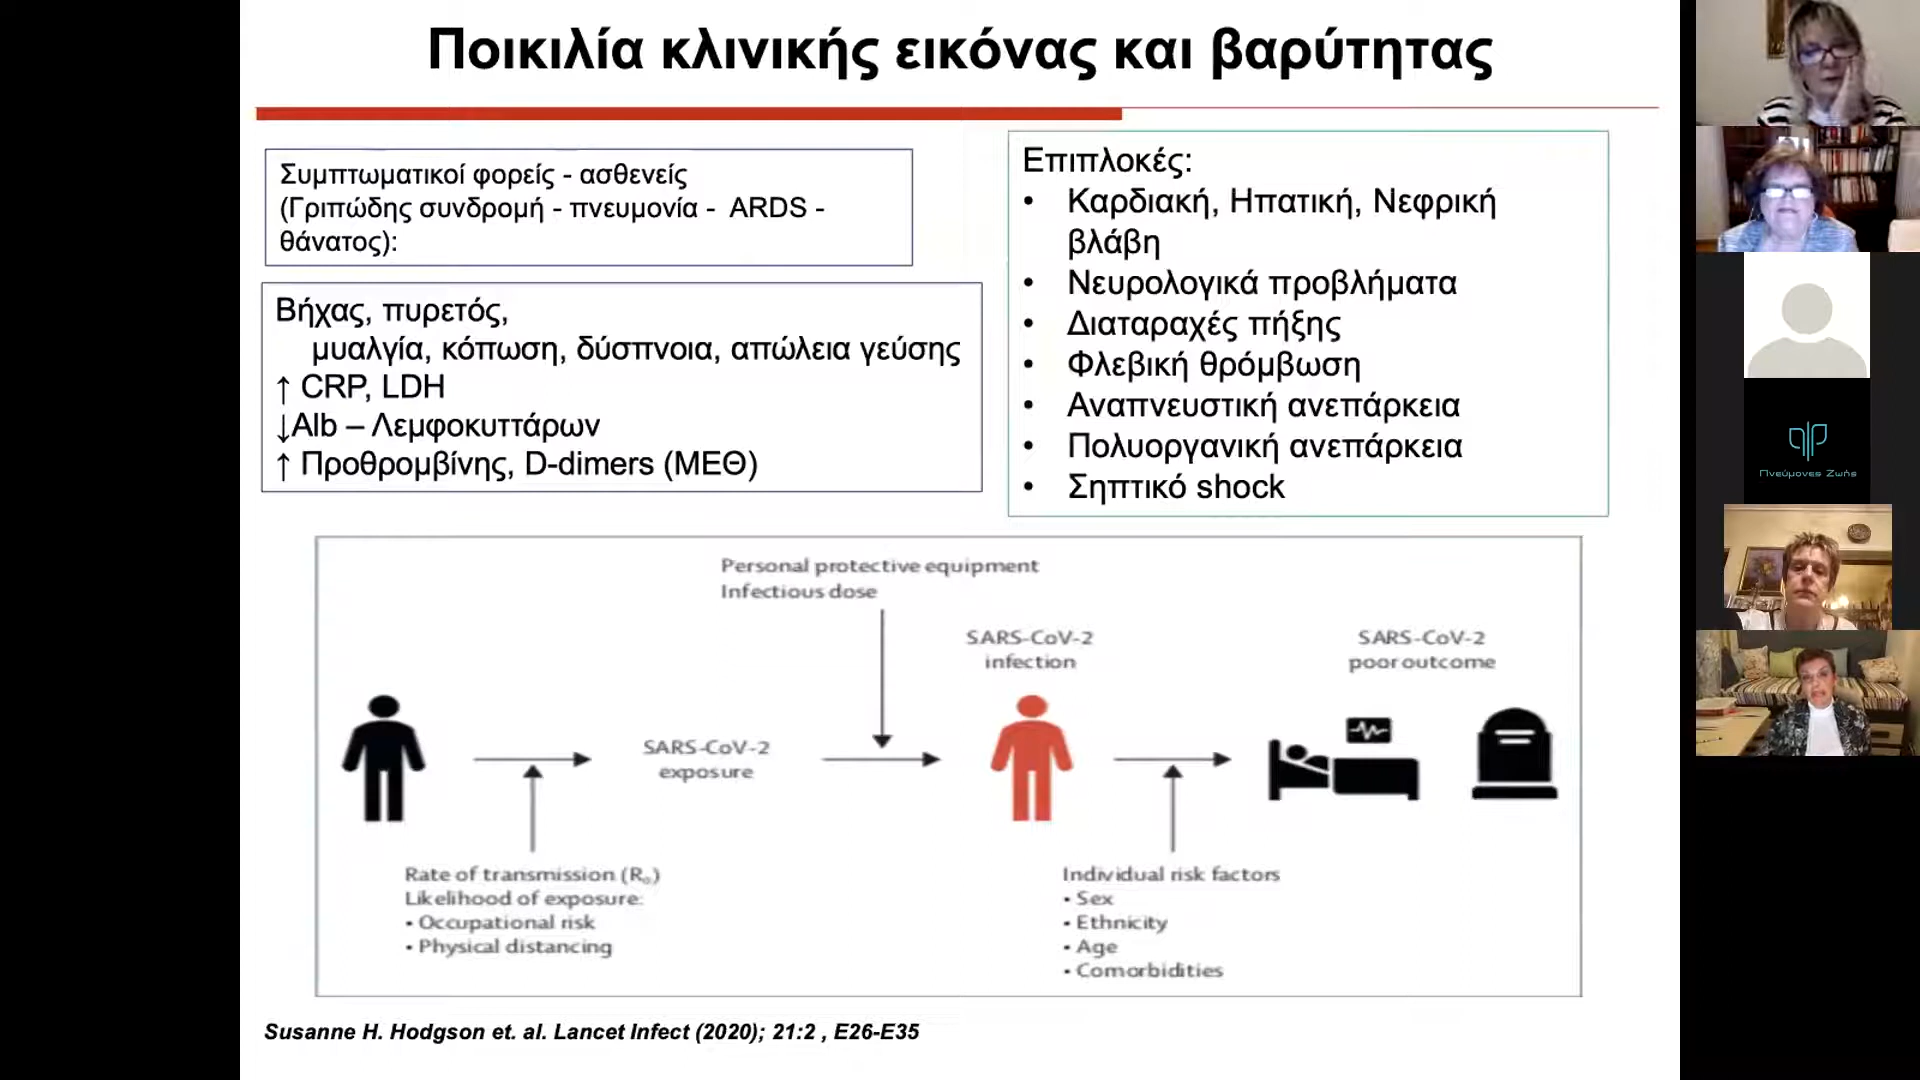 Ποικιλία κλινικής εικόνας και βαρύτητας
Συμπτωματικοί φορείς - ασθενείς
(Γριπώδης συνδρομή - πνευμονία - ARDS -
θάνατος):
Βήχας, πυρετός,
μυαλγία, κόπωση, δύσπνοια, απώλεια γεύσης
↑ CRP, LDH
↓Alb – Λεμφοκυττάρων
↑ Προθρομβίνης, D-dimers (ΜΕΘ)
Επιπλοκές:
• Καρδιακή, Ηπατική, Νεφρική
βλάβη
• Νευρολογικά προβλήματα
• Διαταραχές πήξης
• Φλεβική θρόμβωση
• Αναπνευστική ανεπάρκεια
• Πολυοργανική ανεπάρκεια
• Σηπτικό shock
Personal protective equipment
Infectious dose
SARS-CoV-2
infection
SARS-CoV-2
poor outcome
SARS-CoV-2
exposure
Rate of transmission (R₀)
Likelihood of exposure:
• Occupational risk
• Physical distancing
Individual risk factors
• Sex
• Ethnicity
• Age
• Comorbidities
Susanne H. Hodgson et. al. Lancet Infect (2020); 21:2 , E26-E35
Πνεύμονες Ζωής